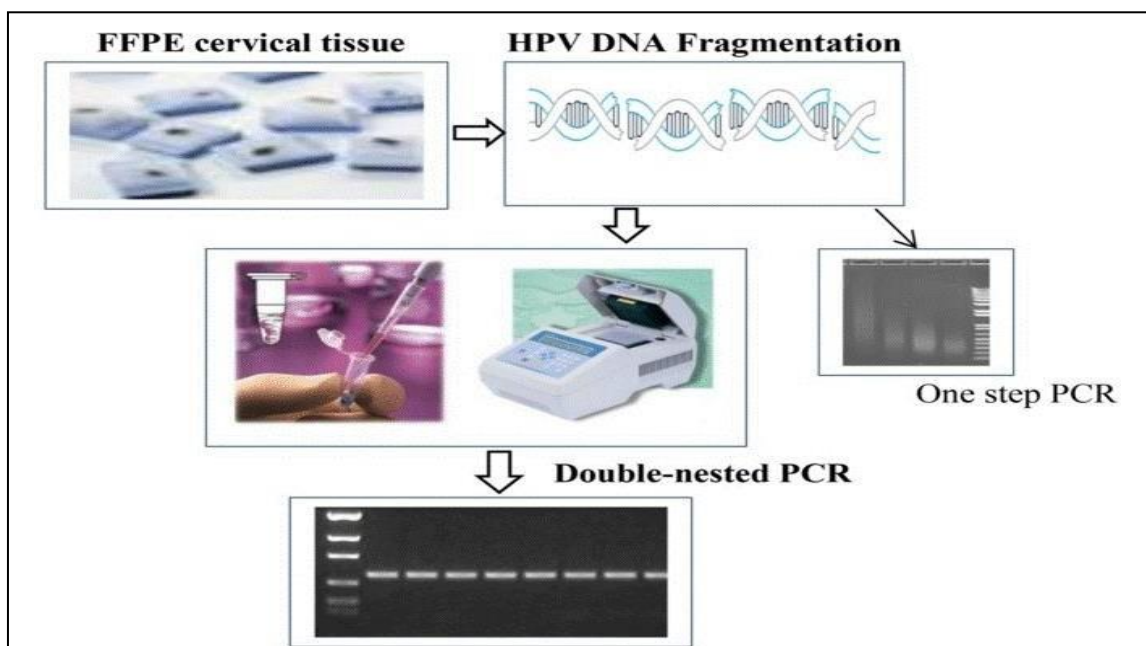 FFPE cervical tissue
HPV DNA Fragmentation
One step PCR
Double-nested PCR